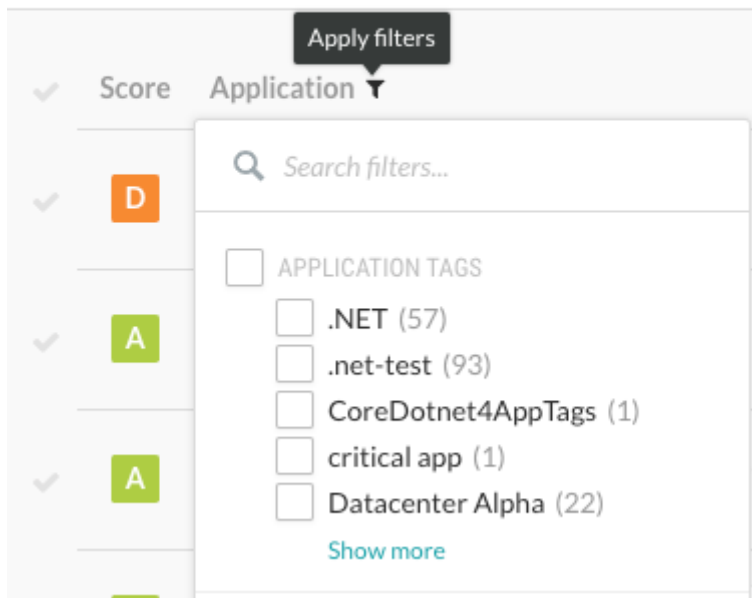 Apply filters
Score Application
Search filters...
D
APPLICATION TAGS
.NET (57)
.net-test (93)
A
CoreDotnet4AppTags (1)
critical app (1)
A
Datacenter Alpha (22)
Show more